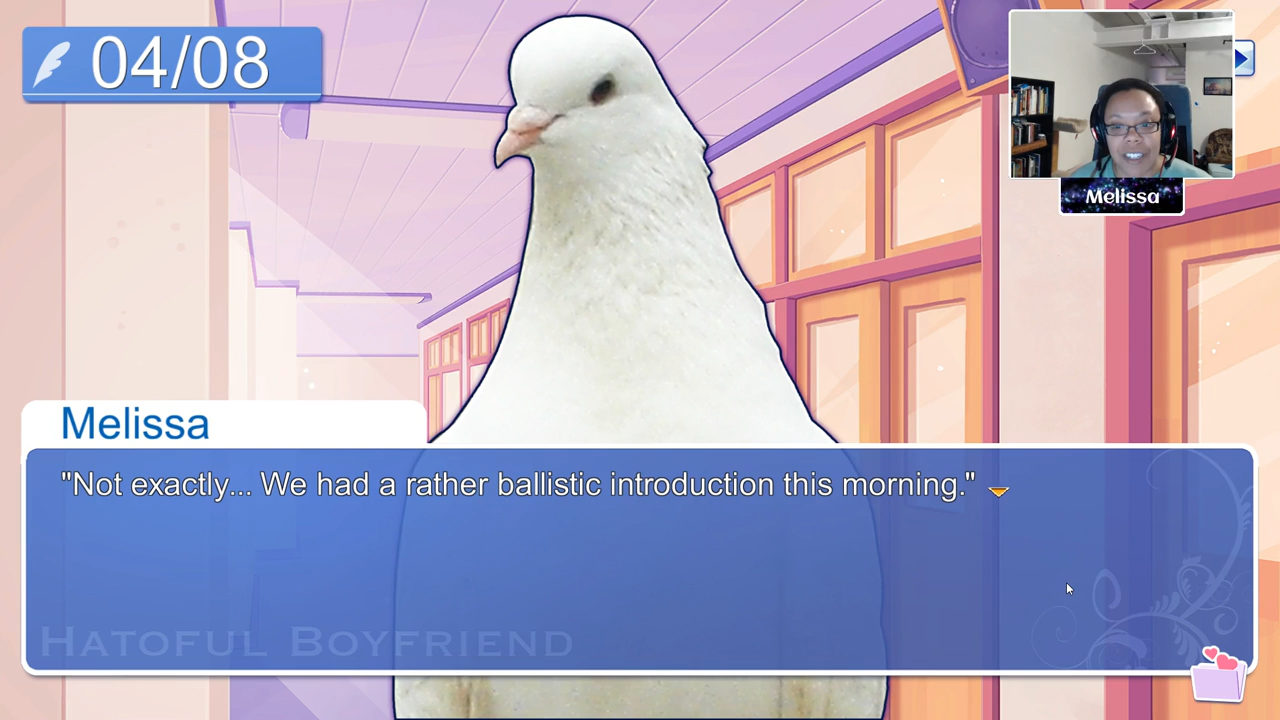 04/08
Melissa
Melissa
"Not exactly... We had a rather ballistic introduction this morning."
HATOFUL BOYFRIEND